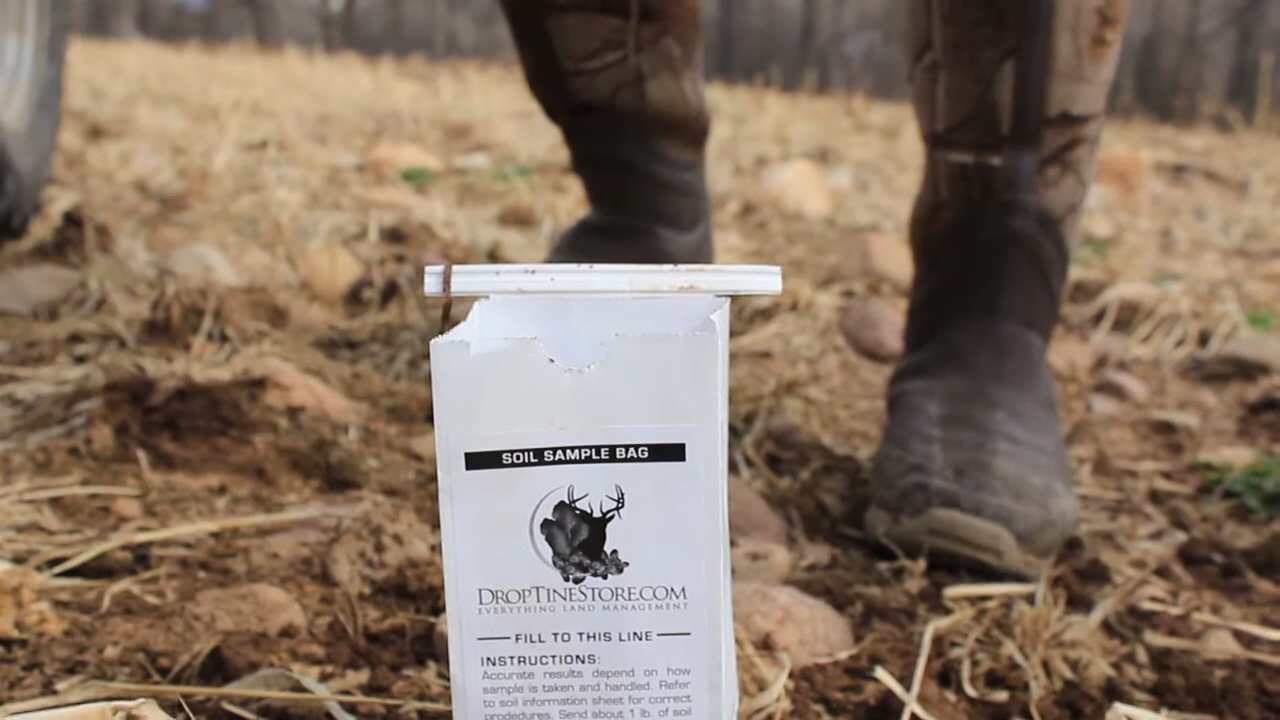 SOIL SAMPLE BAG
DROPTINESTORE.COM
EVERYTHING LAND MANAGEMENT
FILL TO THIS LINE
INSTRUCTIONS:
Accurate results depend on how
sample is taken and handled. Refer
to soil information sheet for correct
prodedures. Send about 1 lb. of soil